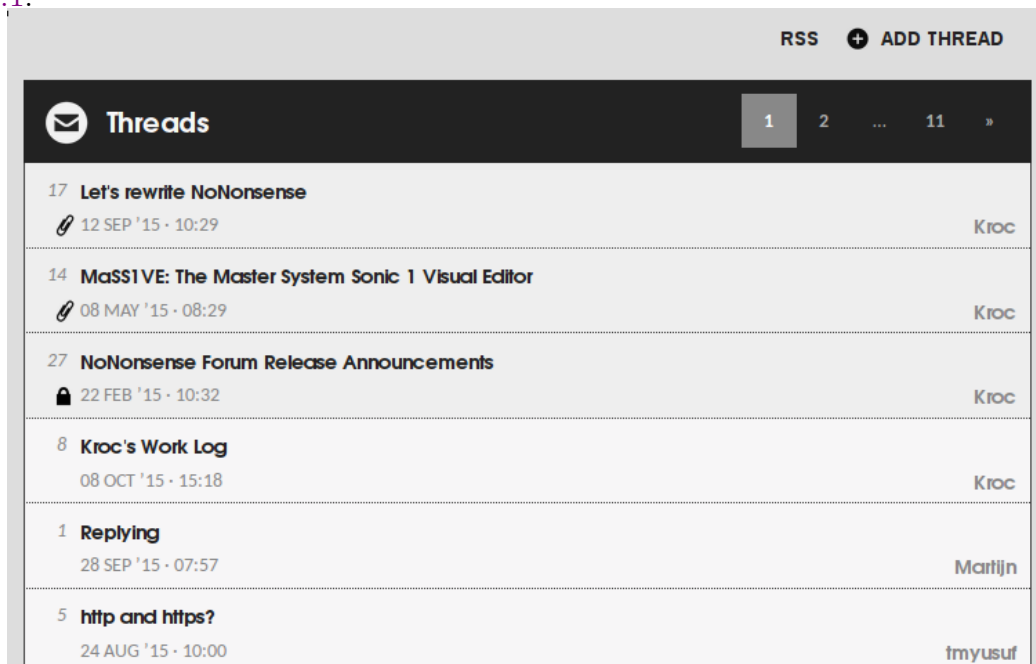 .1.
RSS ADD THREAD
Threads 1 2 ... 11 »
17 Let's rewrite NoNonsense
12 SEP ’15 · 10:29 Kroc
14 MaSS1VE: The Master System Sonic 1 Visual Editor
08 MAY ’15 · 08:29 Kroc
27 NoNonsense Forum Release Announcements
22 FEB ’15 · 10:32 Kroc
8 Kroc's Work Log
08 OCT ’15 · 15:18 Kroc
1 Replying
28 SEP ’15 · 07:57 Martijn
5 http and https?
24 AUG ’15 · 10:00 tmyusuf